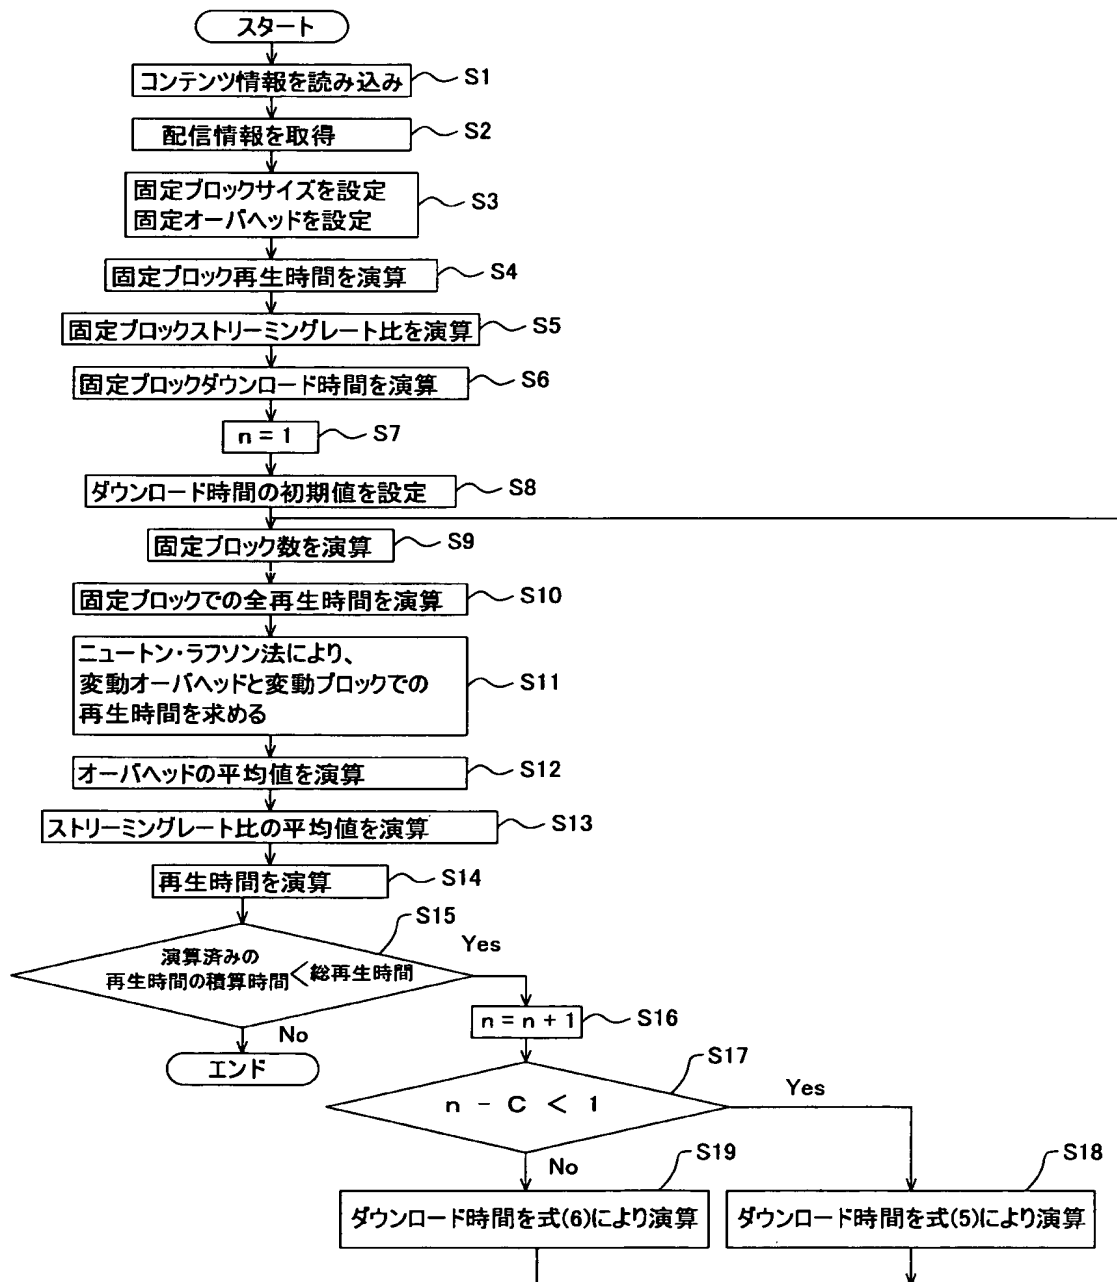 スタート
コンテンツ情報を読み込み
S1
配信情報を取得
S2
固定ブロックサイズを設定
固定オーバヘッドを設定
S3
固定ブロック再生時間を演算
S4
固定ブロックストリーミングレート比を演算
S5
固定ブロックダウンロード時間を演算
S6
n = 1
S7
ダウンロード時間の初期値を設定
S8
固定ブロック数を演算
S9
固定ブロックでの全再生時間を演算
S10
ニュートン・ラフソン法により、
変動オーバヘッドと変動ブロックでの
再生時間を求める
S11
オーバヘッドの平均値を演算
S12
ストリーミングレート比の平均値を演算
S13
再生時間を演算
S14
S15
演算済みの
再生時間の積算時間<総再生時間
Yes
No
エンド
n = n + 1
S16
S17
n - C < 1
Yes
No
S19
ダウンロード時間を式(6)により演算
S18
ダウンロード時間を式(5)により演算